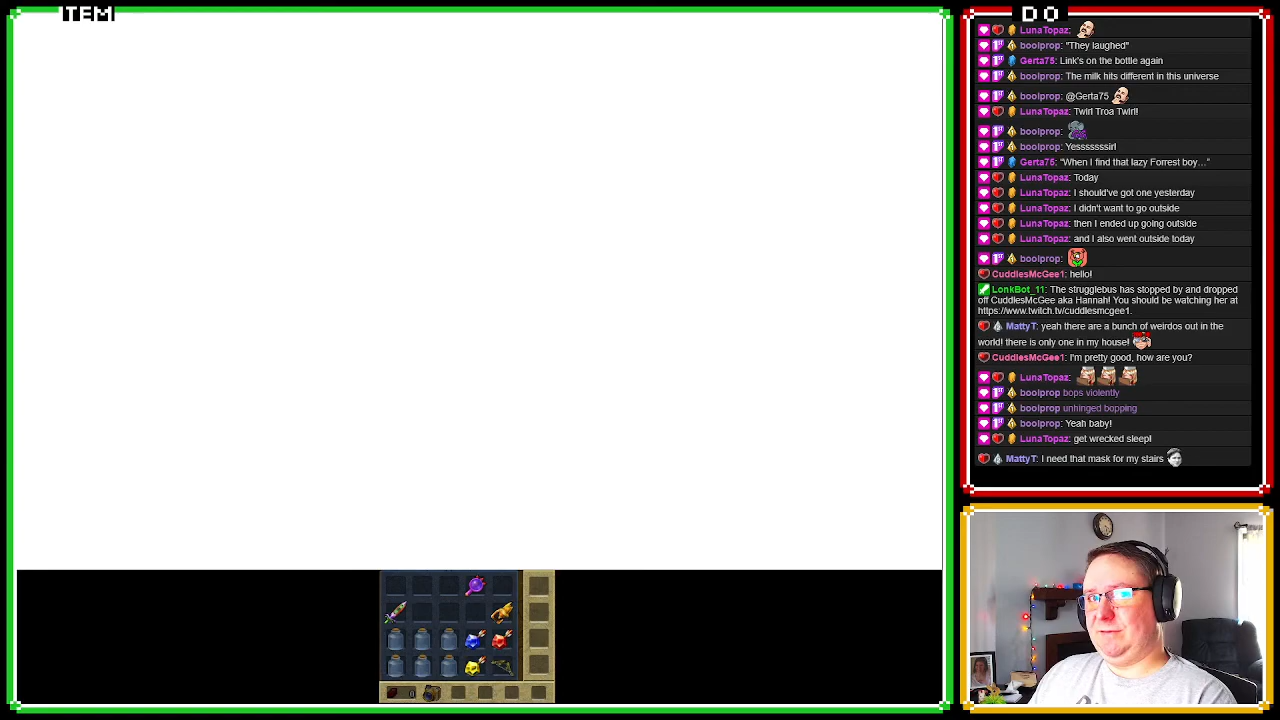 ITEM
DO
LunaTopaz:
boolprop: "They laughed"
Gerta75: Link's on the bottle again
boolprop: The milk hits different in this universe
boolprop: @Gerta75
LunaTopaz: Twirl Troa Twirl!
boolprop:
boolprop: Yesssssssirl
Gerta75: "When I find that lazy Forrest boy…"
LunaTopaz: Today
LunaTopaz: I should've got one yesterday
LunaTopaz: I didn't want to go outside
LunaTopaz: then I ended up going outside
LunaTopaz: and I also went outside today
boolprop:
CuddlesMcGee1: hello!
LonkBot_11: The strugglebus has stopped by and dropped
off CuddlesMcGee aka Hannah! You should be watching her at
https://www.twitch.tv/cuddlesmcgee1.
MattyT: yeah there are a bunch of weirdos out in the
world! there is only one in my house!
CuddlesMcGee1: I'm pretty good, how are you?
LunaTopaz:
boolprop bops violently
boolprop unhinged bopping
boolprop: Yeah baby!
LunaTopaz: get wrecked sleep!
MattyT: I need that mask for my stairs
0